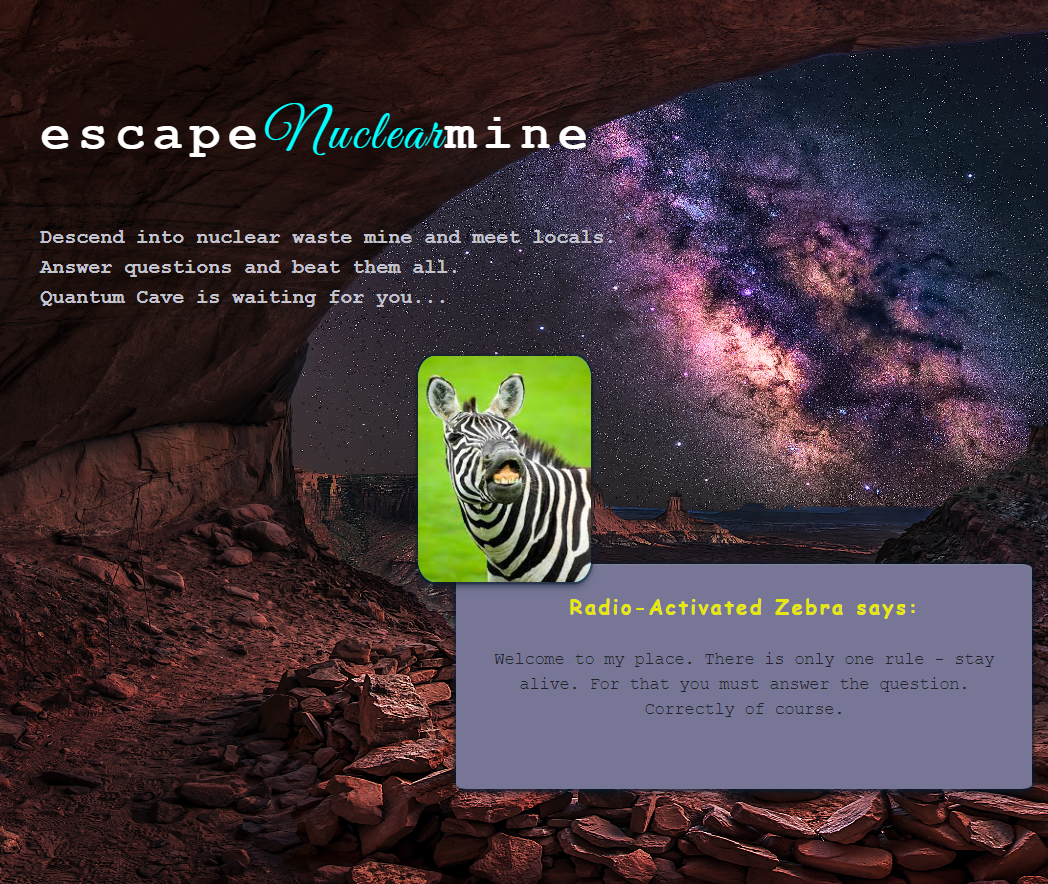 escapeNuclearmine
Descend into nuclear waste mine and meet locals.
Answer questions and beat them all.
Quantum Cave is waiting for you...
Radio-Activated Zebra says:
Welcome to my place. There is only one rule - stay
alive. For that you must answer the question.
Correctly of course.